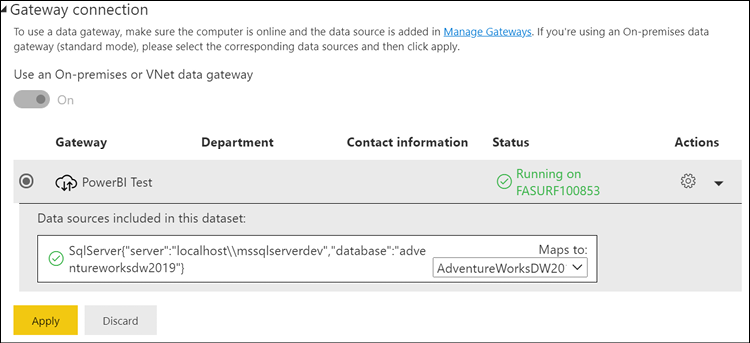 Gateway connection
To use a data gateway, make sure the computer is online and the data source is added in Manage Gateways. If you're using an On-premises data
gateway (standard mode), please select the corresponding data sources and then click apply.
Use an On-premises or VNet data gateway
On
Gateway Department Contact information Status Actions
PowerBI Test Running on
FASURF100853
Data sources included in this dataset:
SqlServer{"server":"localhost\\mssqlserverdev","database":"adve
ntureworksdw2019"}
Maps to:
AdventureWorksDW20
Apply Discard